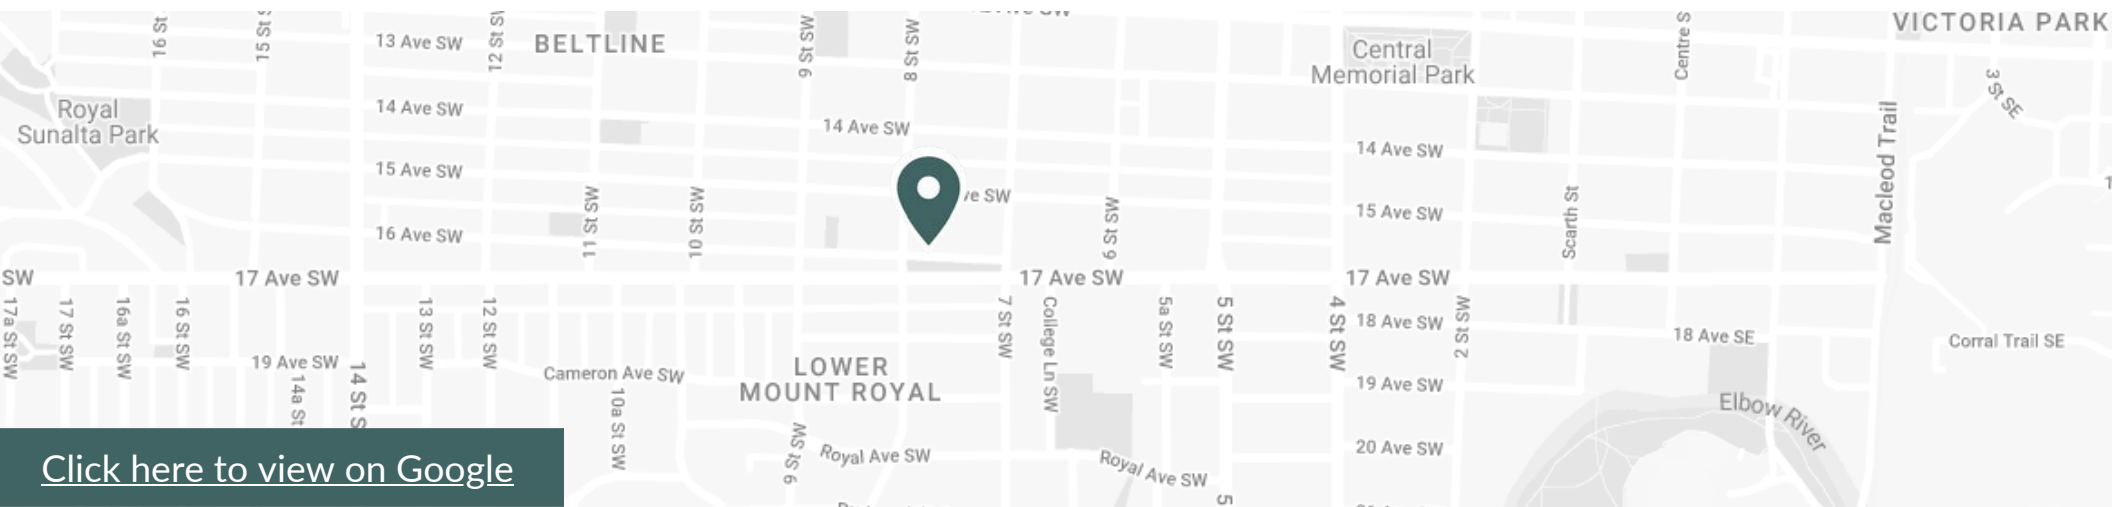 VICTORIA PARK
16 St
15 St S
13 Ave SW
12 St SW
BELTLINE
9 St SW
8 St SW
Central
Memorial Park
Centre S
3 St SE
Royal
Sunalta Park
14 Ave SW
14 Ave SW
14 Ave SW
Macleod Trail
15 Ave SW
ve SW
15 Ave SW
11 St SW
10 St SW
6 St SW
Scarth St
16 Ave SW
SW
17 Ave SW
17 Ave SW
17 Ave SW
17a St SW
17 St SW
16a St SW
16 St SW
13 St SW
12 St SW
7 St SW
College Ln SW
5a St SW
5 St SW
4 St SW
18 Ave SW
2 St SW
18 Ave SE
Corral Trail SE
19 Ave SW
14a St
14 St S
Cameron Ave SW
10a St SW
LOWER
MOUNT ROYAL
19 Ave SW
Elbow River
9 St SW
Royal Ave SW
Royal Ave SW
20 Ave SW
5
Click here to view on Google